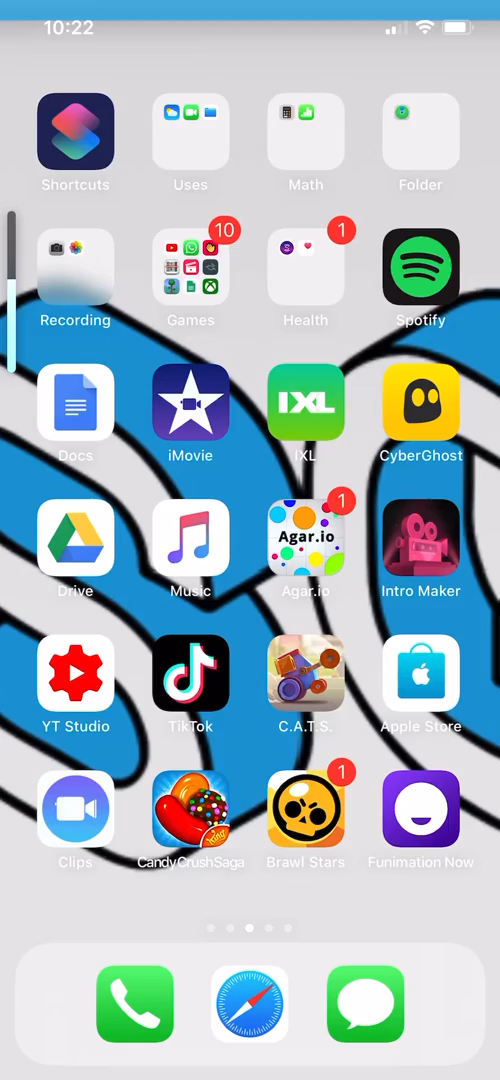 10:22
Shortcuts
Uses
Math
Folder
10
1
Recording
Games
Health
Spotify
IXL
Docs
iMovie
IXL
CyberGhost
1
Agar.io
Drive
Music
Agar.io
Intro Maker
YT Studio
TikTok
C.A.T.S.
Apple Store
1
King
Clips
CandyCrushSaga
Brawl Stars
Funimation Now